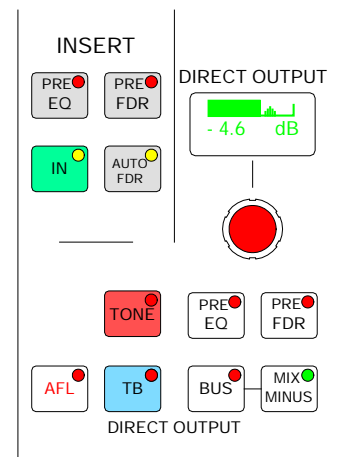 INSERT
PRE EQ
PRE FDR
DIRECT OUTPUT
- 4.6 dB
IN
AUTO FDR
TONE
PRE EQ
PRE FDR
AFL
TB
BUS
MIX MINUS
DIRECT OUTPUT